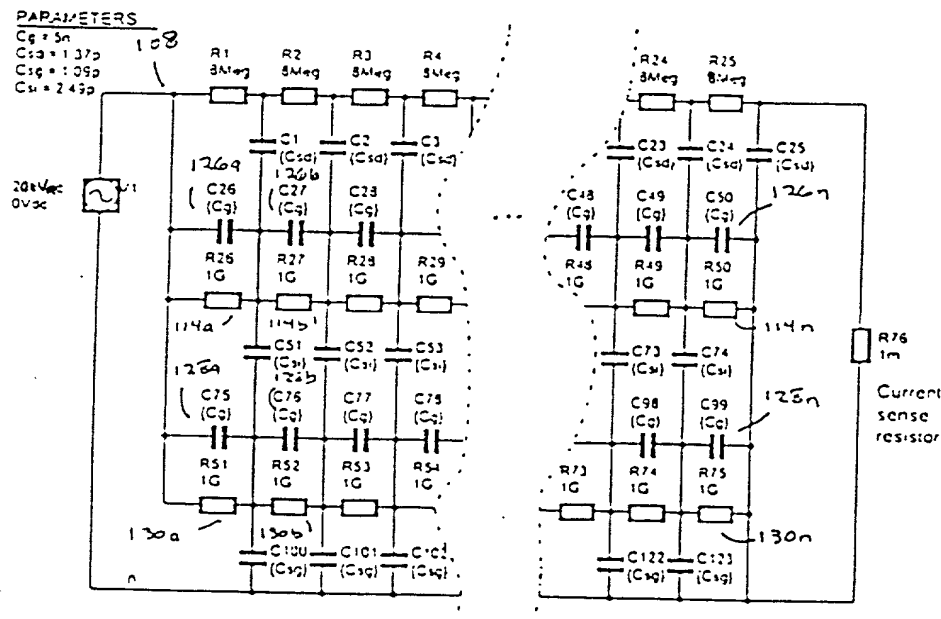 PARAMETERS
Cg = 5n
Csd = 1.37p
Csg = 1.09p
Csi = 2.49p
108
R1 R2 R3 R4 R24 R25
8Meg 8Meg 8Meg 8Meg 8Meg 8Meg
C1 C2 C3 C23 C24 C25
(Csd) (Csd) (Csd) (Csd) (Csd) (Csd)
126a 126b 126n
0Vdc
V1
C26 C27 C28 ... C48 C49 C50
(Cg) (Cg) (Cg) (Cg) (Cg) (Cg)
R26 R27 R28 R29 R48 R49 R50
1G 1G 1G 1G 1G 1G 1G
114a 114b 114n
R76
1m
C51 C52 C53 C73 C74
(Csi) (Csi) (Csi) (Csi) (Csi)
Current
sense
resistor
128a 128b 128n
C75 C76 C77 C78 C98 C99
(Cg) (Cg) (Cg) (Cg) (Cg) (Cg)
R51 R52 R53 R54 R73 R74 R75
1G 1G 1G 1G 1G 1G 1G
130a 130b 130n
C100 C101 C102 C122 C123
(Csg) (Csg) (Csg) (Csg) (Csg)